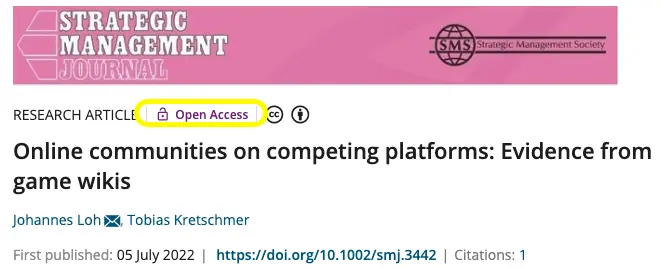 STRATEGIC
MANAGEMENT
JOURNAL
SMS Strategic Management Society
RESEARCH ARTICLE Open Access cc
Online communities on competing platforms: Evidence from
game wikis
Johannes Loh, Tobias Kretschmer
First published: 05 July 2022 | https://doi.org/10.1002/smj.3442 | Citations: 1